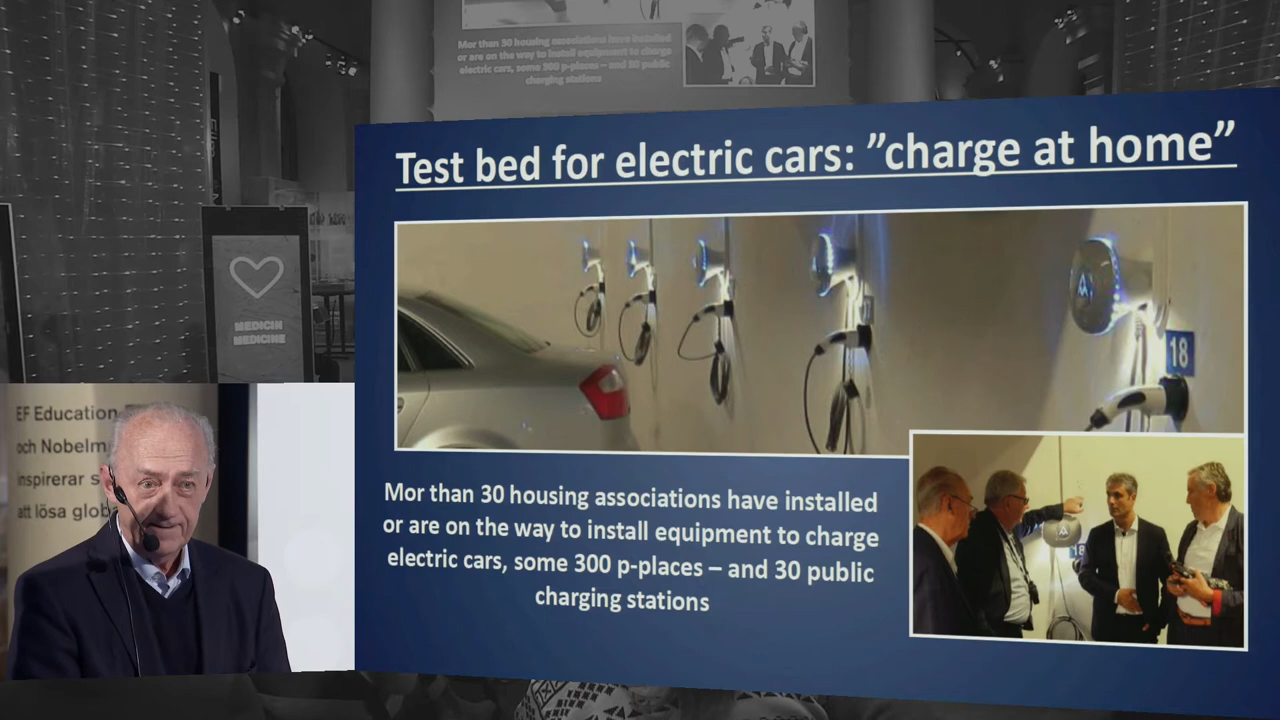 Mor than 30 housing associations have installed
or are on the way to install equipment to charge
electric cars, some 300 p-places – and 30 public
charging stations
Test bed for electric cars: ”charge at home”
MEDICIN
MEDICINE
18
EF Education
och Nobelm
inspirerar s
att lösa glob
Mor than 30 housing associations have installed
or are on the way to install equipment to charge
electric cars, some 300 p-places – and 30 public
charging stations
18